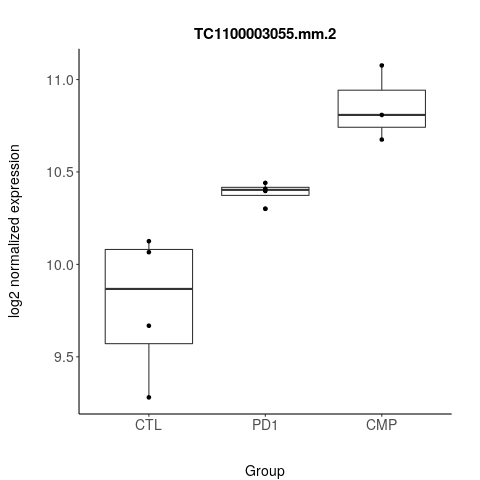 TC1100003055.mm.2
log2 normalized expression
11.0
10.5
10.0
9.5
CTL PD1 CMP
Group